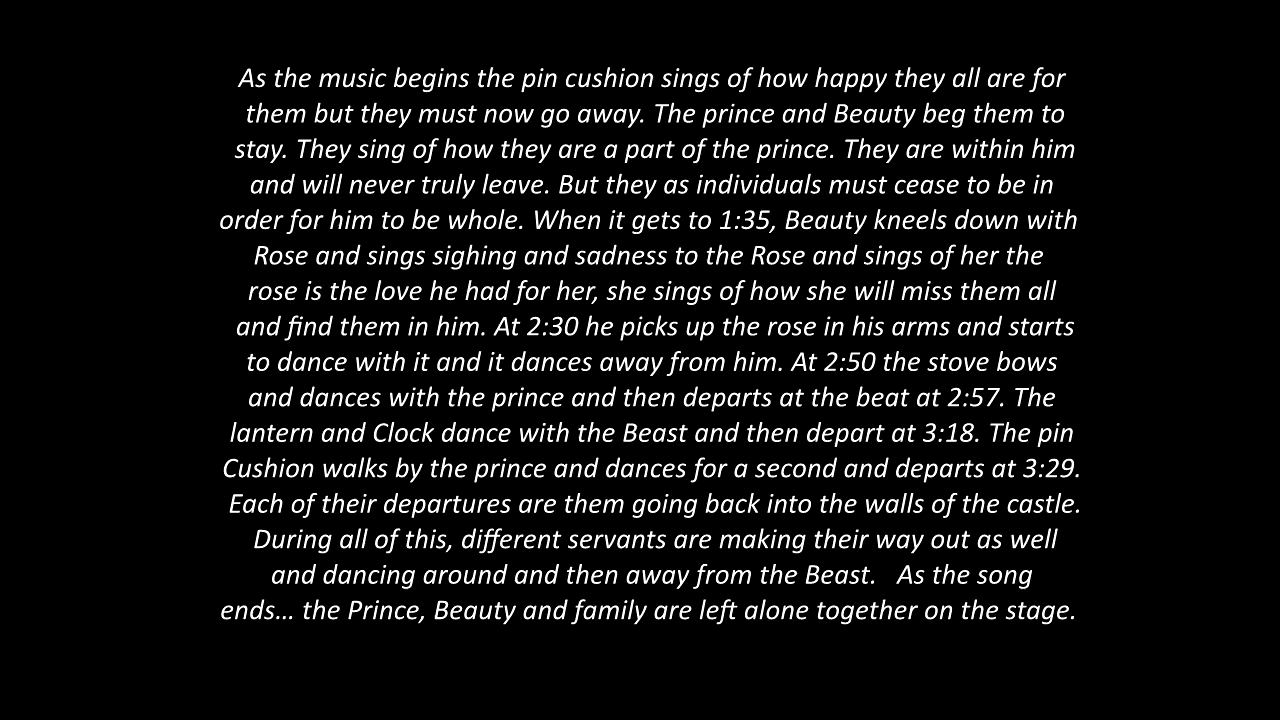 As the music begins the pin cushion sings of how happy they all are for
them but they must now go away. The prince and Beauty beg them to
stay. They sing of how they are a part of the prince. They are within him
and will never truly leave. But they as individuals must cease to be in
order for him to be whole. When it gets to 1:35, Beauty kneels down with
Rose and sings sighing and sadness to the Rose and sings of her the
rose is the love he had for her, she sings of how she will miss them all
and find them in him. At 2:30 he picks up the rose in his arms and starts
to dance with it and it dances away from him. At 2:50 the stove bows
and dances with the prince and then departs at the beat at 2:57. The
lantern and Clock dance with the Beast and then depart at 3:18. The pin
Cushion walks by the prince and dances for a second and departs at 3:29.
Each of their departures are them going back into the walls of the castle.
During all of this, different servants are making their way out as well
and dancing around and then away from the Beast.   As the song
ends… the Prince, Beauty and family are left alone together on the stage.